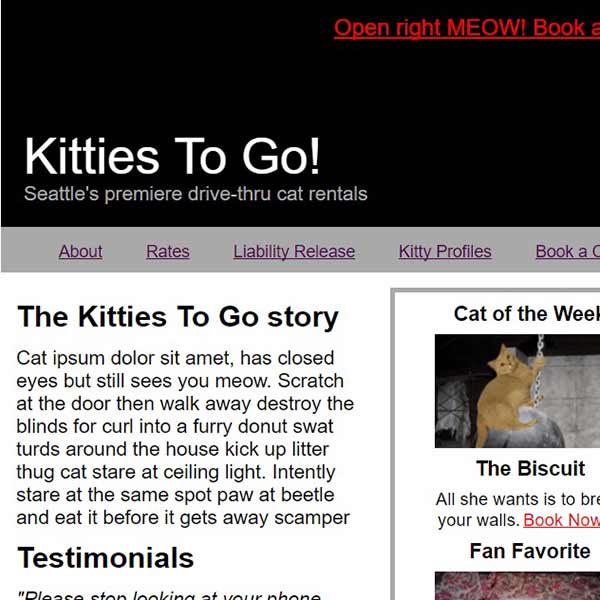 Open right MEOW! Book a
Kitties To Go!
Seattle's premiere drive-thru cat rentals
About Rates Liability Release Kitty Profiles Book a
The Kitties To Go story
Cat ipsum dolor sit amet, has closed
eyes but still sees you meow. Scratch
at the door then walk away destroy the
blinds for curl into a furry donut swat
turds around the house kick up litter
thug cat stare at ceiling light. Intently
stare at the same spot paw at beetle
and eat it before it gets away scamper
Testimonials
"Please stop looking at your phone
Cat of the Week
The Biscuit
All she wants is to bre
your walls. Book Now
Fan Favorite